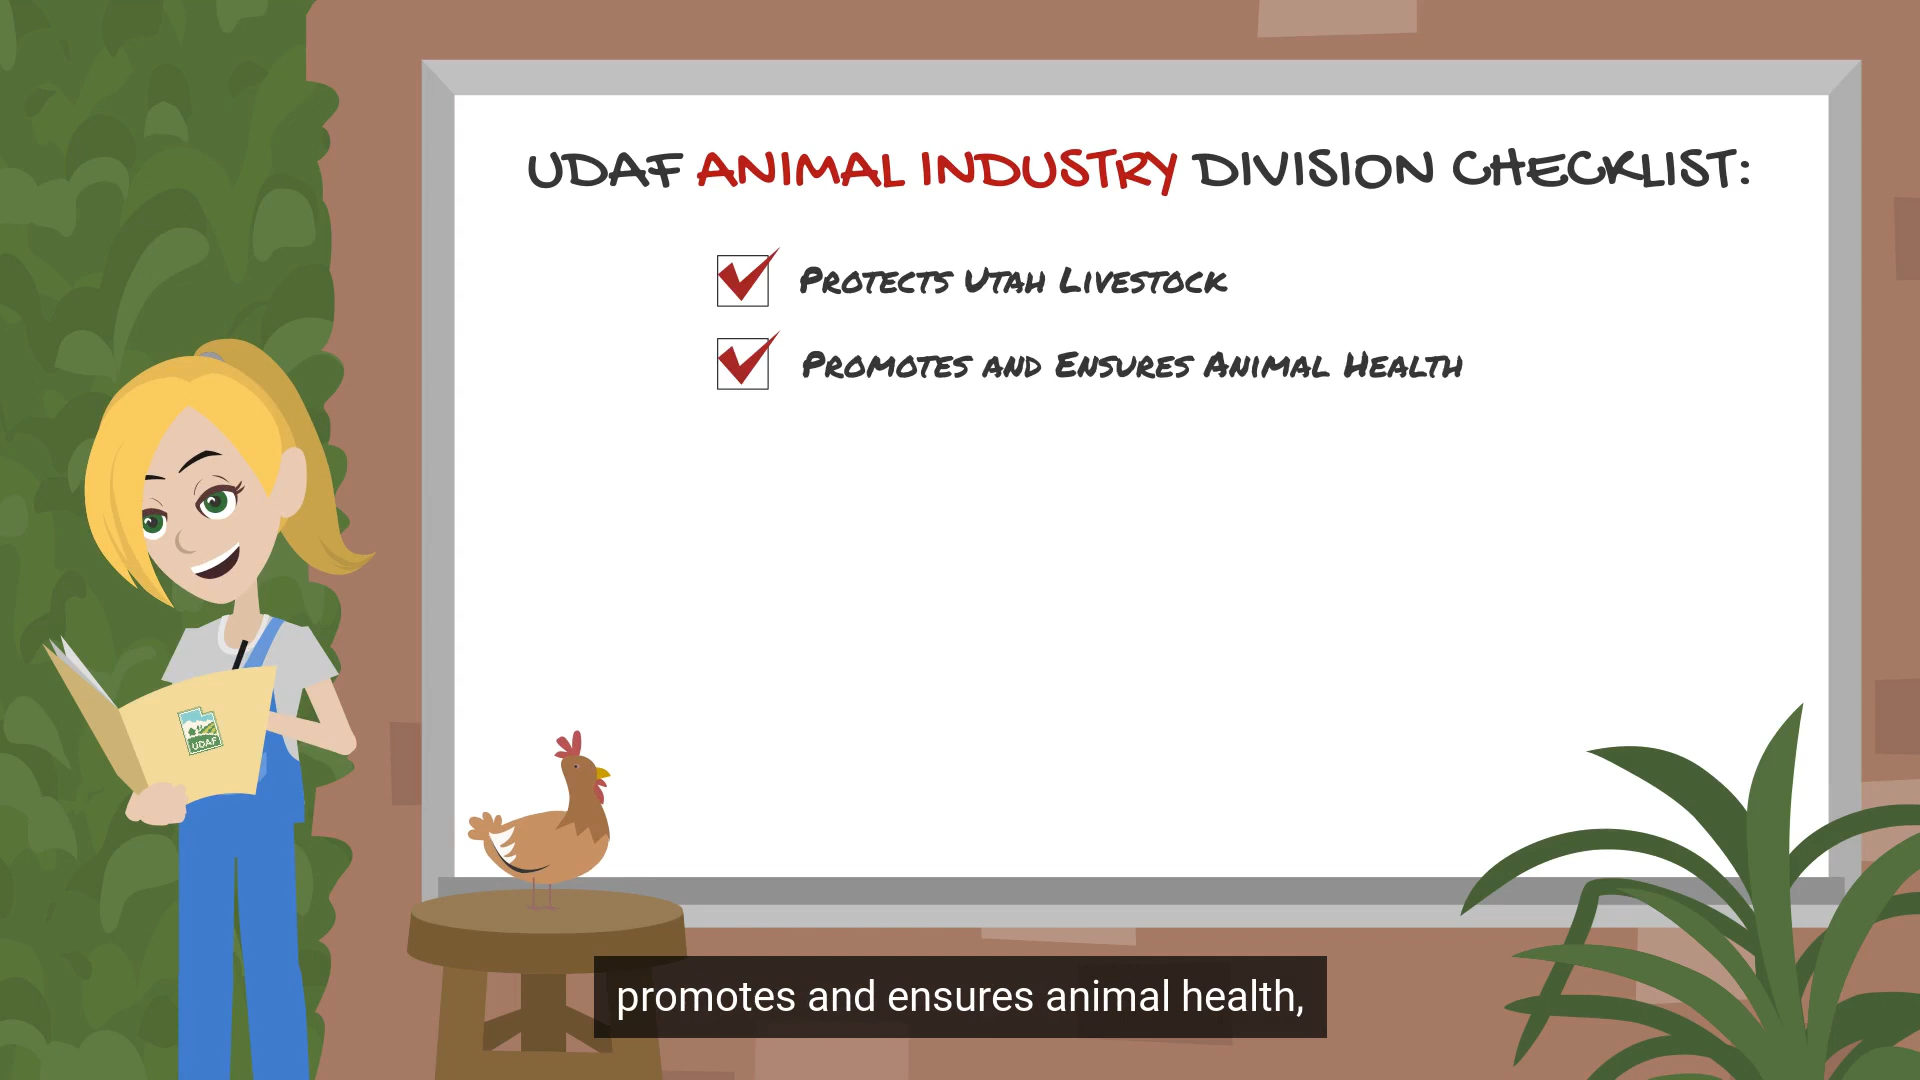 UDAF ANIMAL INDUSTRY DIVISION CHECKLIST:
PROTECTS UTAH LIVESTOCK
PROMOTES AND ENSURES ANIMAL HEALTH
UDAF
promotes and ensures animal health,